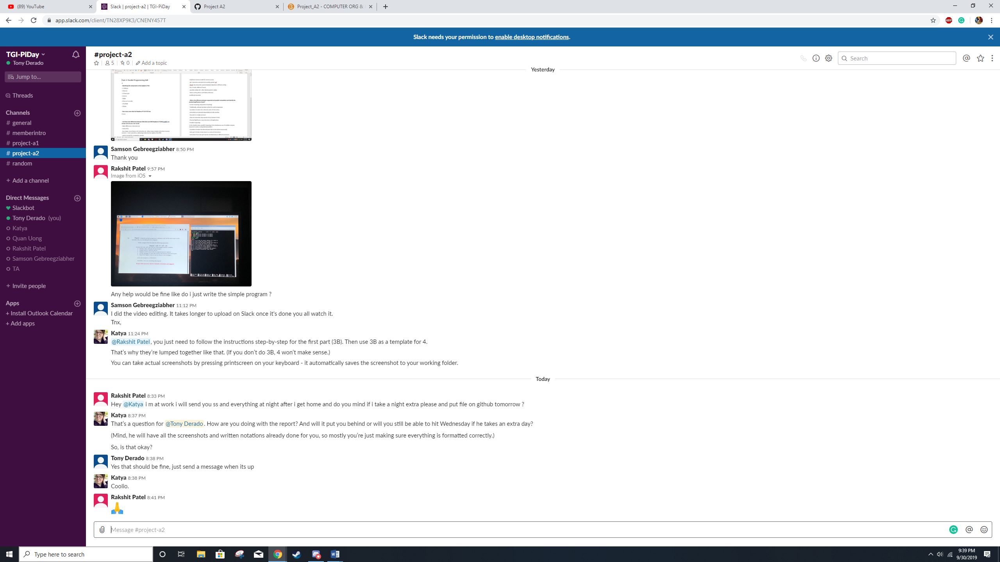 (89) YouTube
Slack | project-a2 | TGI-PiDay
Project A2
Project_A2 - COMPUTER ORG &
app.slack.com/client/TN28XP9K3/CNENY457T
ABP
Slack needs your permission to enable desktop notifications.
TGI-PiDay
Tony Derado
Jump to...
Threads
Channels
# general
# memberintro
# project-a1
# project-a2
# random
+ Add a channel
Direct Messages
Slackbot
Tony Derado (you)
Katya
Quan Uong
Rakshit Patel
Samson Gebreegziabher
TA
+ Invite people
Apps
+ Install Outlook Calendar
+ Add apps
#project-a2
5
0
Add a topic
Search
Yesterday
Task 3: Parallel Programming Skill
Samson Gebreegziabher 8:50 PM
Thank you
Rakshit Patel 9:57 PM
Image from iOS
Any help would be fine like do i just write the simple program ?
Samson Gebreegziabher 11:12 PM
I did the video editing. It takes longer to upload on Slack once it's done you all watch it.
Tnx,
Katya 11:24 PM
@Rakshit Patel, you just need to follow the instructions step-by-step for the first part (3B). Then use 3B as a template for 4.
That's why they're lumped together like that. (If you don't do 3B, 4 won't make sense.)
You can take actual screenshots by pressing printscreen on your keyboard - it automatically saves the screenshot to your working folder.
Today
Rakshit Patel 8:33 PM
Hey @Katya i m at work i will send you ss and everything at night after i get home and do you mind if i take a night extra please and put file on github tomorrow ?
Katya 8:37 PM
That's a question for @Tony Derado. How are you doing with the report? And will it put you behind or will you still be able to hit Wednesday if he takes an extra day?
(Mind, he will have all the screenshots and written notations already done for you, so mostly you're just making sure everything is formatted correctly.)
So, is that okay?
Tony Derado 8:38 PM
Yes that should be fine, just send a message when its up
Katya 8:38 PM
Coolio.
Rakshit Patel 8:41 PM
Message #project-a2
Type here to search
9:39 PM
9/30/2019